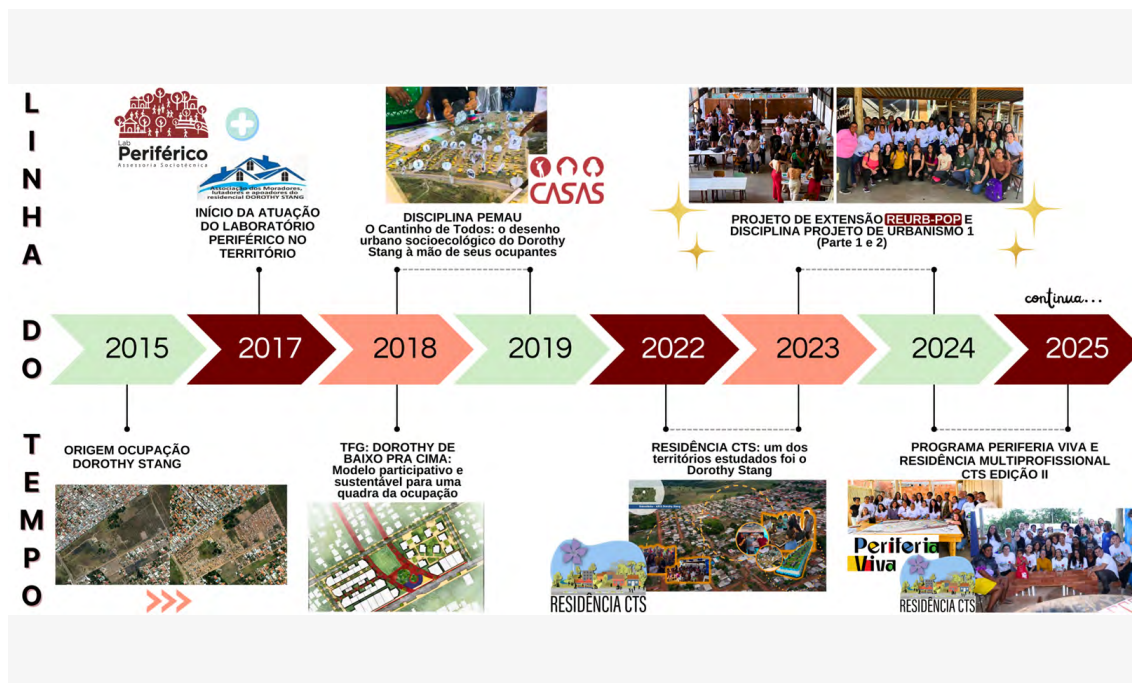 LINHA
DO
TEMPO
Lab
Periférico
Assessoria Sociotécnica
Associação dos Moradores,
lutadores e apoiadores do
residencial DOROTHY STANG
INÍCIO DA ATUAÇÃO
DO LABORATÓRIO
PERIFÉRICO NO
TERRITÓRIO
CASAS
DISCIPLINA PEMAU
O Cantinho de Todos: o desenho
urbano socioecológico do Dorothy
Stang à mão de seus ocupantes
PROJETO DE EXTENSÃO REURB-POP E
DISCIPLINA PROJETO DE URBANISMO 1
(Parte 1 e 2)
continua...
2015
2017
2018
2019
2022
2023
2024
2025
ORIGEM OCUPAÇÃO
DOROTHY STANG
TFG: DOROTHY DE
BAIXO PRA CIMA:
Modelo participativo e
sustentável para uma
quadra da ocupação
RESIDÊNCIA CTS: um dos
territórios estudados foi o
Dorothy Stang
RESIDÊNCIA CTS
PROGRAMA PERIFERIA VIVA E
RESIDÊNCIA MULTIPROFISSIONAL
CTS EDIÇÃO II
Periferia
Viva
RESIDÊNCIA CTS